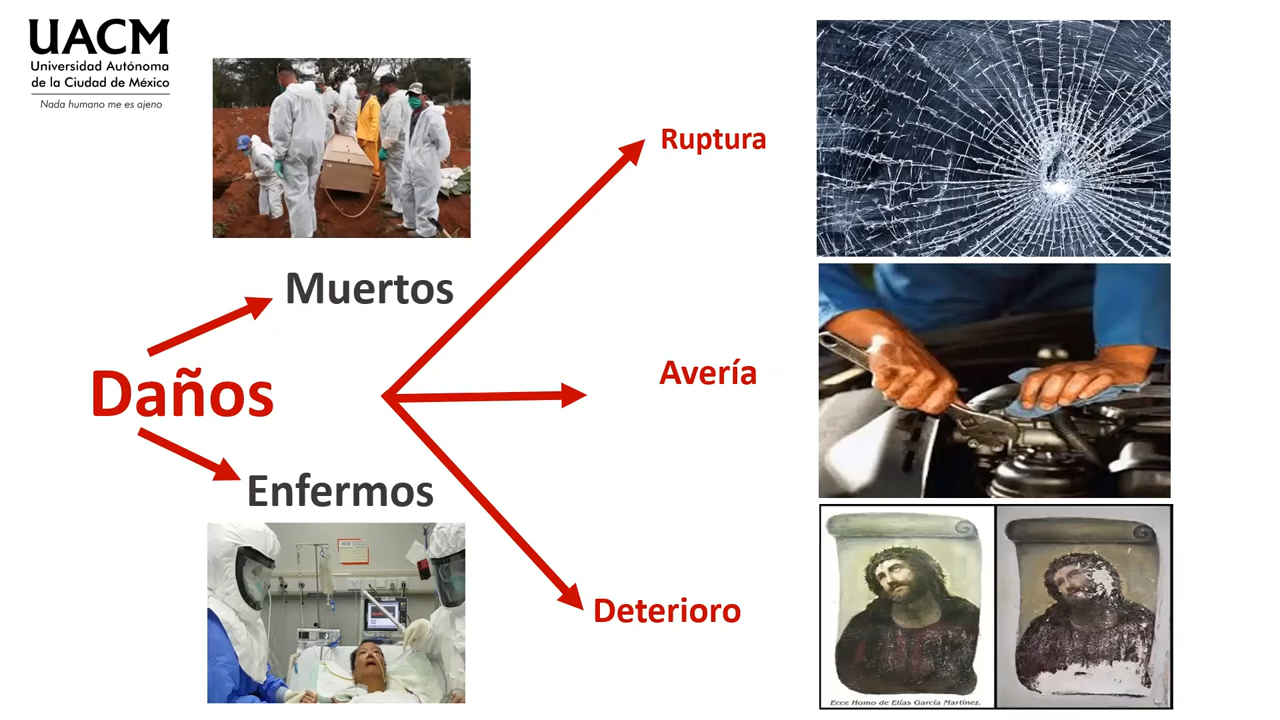 UACM
Universidad Autónoma
de la Ciudad de México
Nada humano me es ajeno
Ruptura
Muertos
Avería
Daños
Enfermos
Deterioro
Ecce Homo de Elías García Martínez.